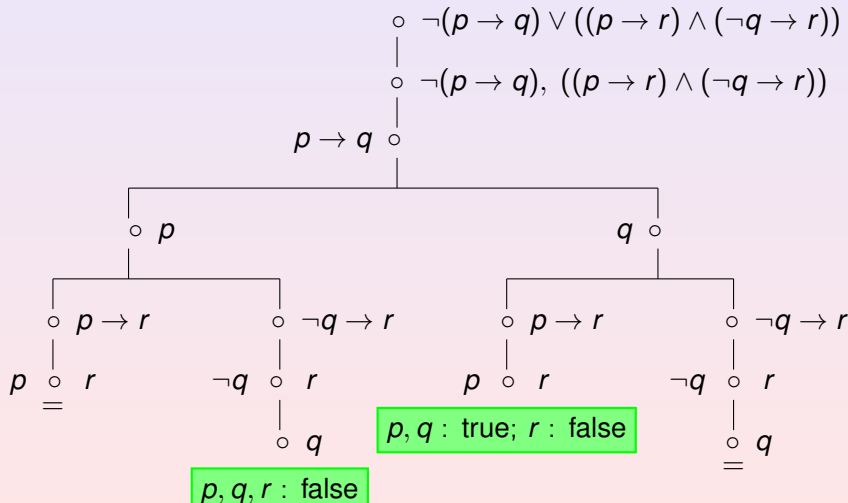 ∘ ¬(p → q) ∨ ((p → r) ∧ (¬q → r))
∘ ¬(p → q), ((p → r) ∧ (¬q → r))
p → q ∘
∘ p q ∘
∘ p → r ∘ ¬q → r ∘ p → r ∘ ¬q → r
p ∘ r ¬q ∘ r p ∘ r ¬q ∘ r
=
p, q : true; r : false
∘ q ∘ q
=
p, q, r : false